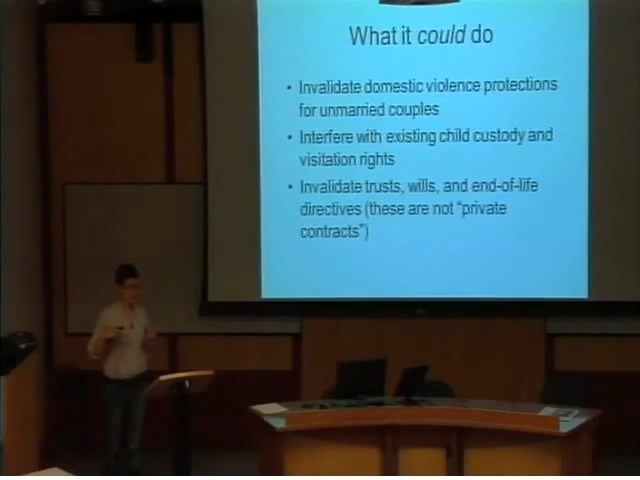 What it could do
• Invalidate domestic violence protections
for unmarried couples
• Interfere with existing child custody and
visitation rights
• Invalidate trusts, wills, and end-of-life
directives (these are not "private
contracts")